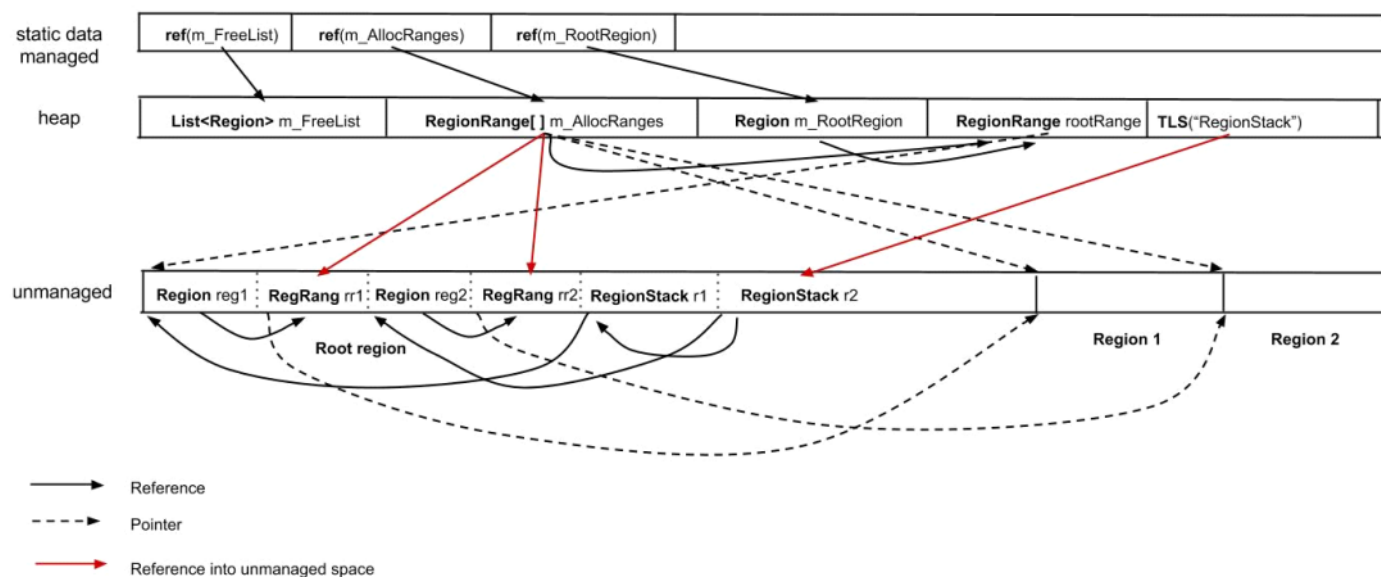 static data
managed
ref(m_FreeList) ref(m_AllocRanges) ref(m_RootRegion)
heap
List<Region> m_FreeList RegionRange[ ] m_AllocRanges Region m_RootRegion RegionRange rootRange TLS(“RegionStack”)
unmanaged
Region reg1 RegRang rr1 Region reg2 RegRang rr2 RegionStack r1 RegionStack r2
Root region Region 1 Region 2
Reference
Pointer
Reference into unmanaged space